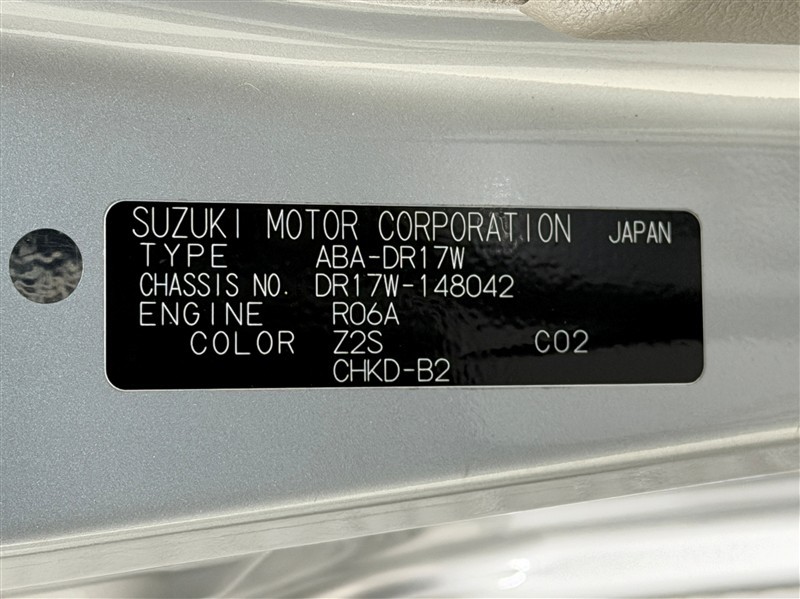 SUZUKI MOTOR CORPORATION JAPAN
TYPE ABA-DR17W
CHASSIS NO. DR17W-148042
ENGINE R06A
COLOR Z2S C02
CHKD-B2